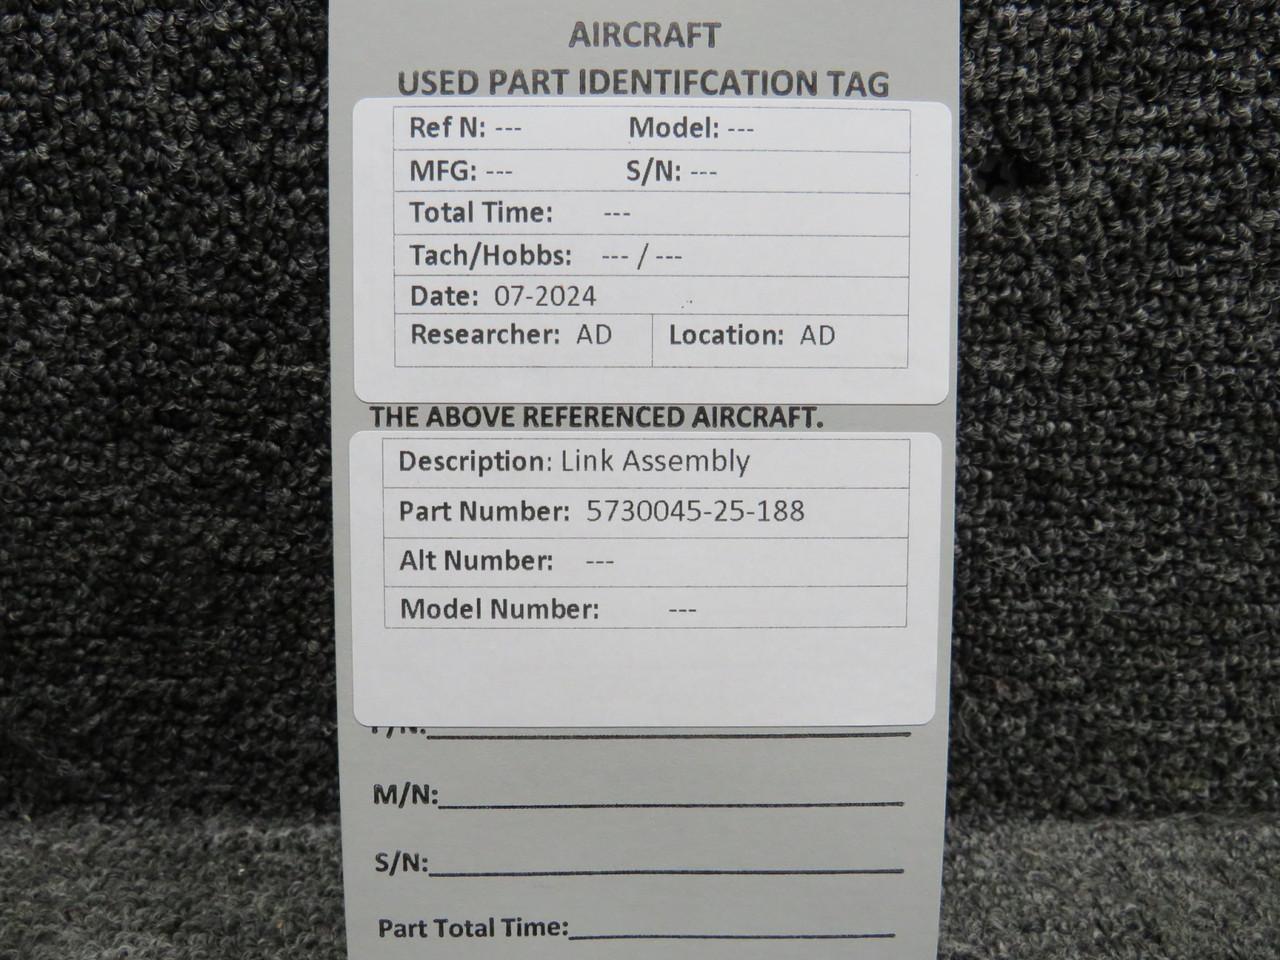 AIRCRAFT
USED PART IDENTIFCATION TAG
Ref N: --- Model: ---
MFG: --- S/N: ---
Total Time: ---
Tach/Hobbs: --- / ---
Date: 07-2024
Researcher: AD Location: AD
THE ABOVE REFERENCED AIRCRAFT.
Description: Link Assembly
Part Number: 5730045-25-188
Alt Number: ---
Model Number: ---
P/N:
M/N:
S/N:
Part Total Time: